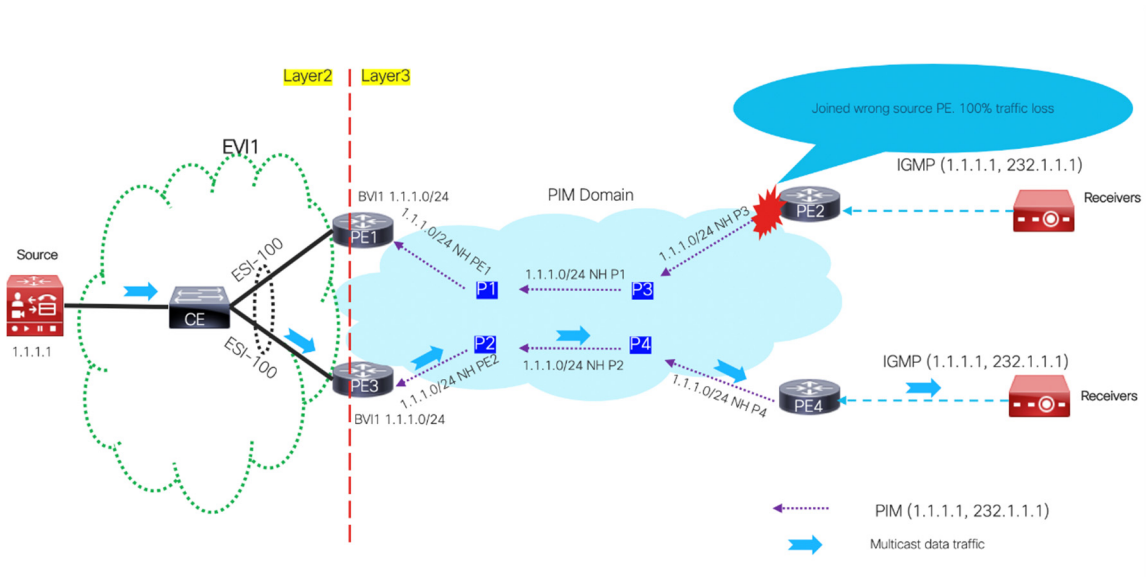 Layer2
Layer3
Joined wrong source PE. 100% traffic loss
EVI1
IGMP (1.1.1.1, 232.1.1.1)
BVI1 1.1.1.0/24
PIM Domain
Receivers
PE1
PE2
1.1.1.0/24 NH PE1
1.1.1.0/24 NH P3
Source
ESI-100
1.1.1.0/24 NH P1
P1
P3
CE
1.1.1.1
ESI-100
P2
P4
1.1.1.0/24 NH P2
1.1.1.0/24 NH PE2
IGMP (1.1.1.1, 232.1.1.1)
PE3
1.1.1.0/24 NH P4
PE4
Receivers
BVI1 1.1.1.0/24
PIM (1.1.1.1, 232.1.1.1)
Multicast data traffic